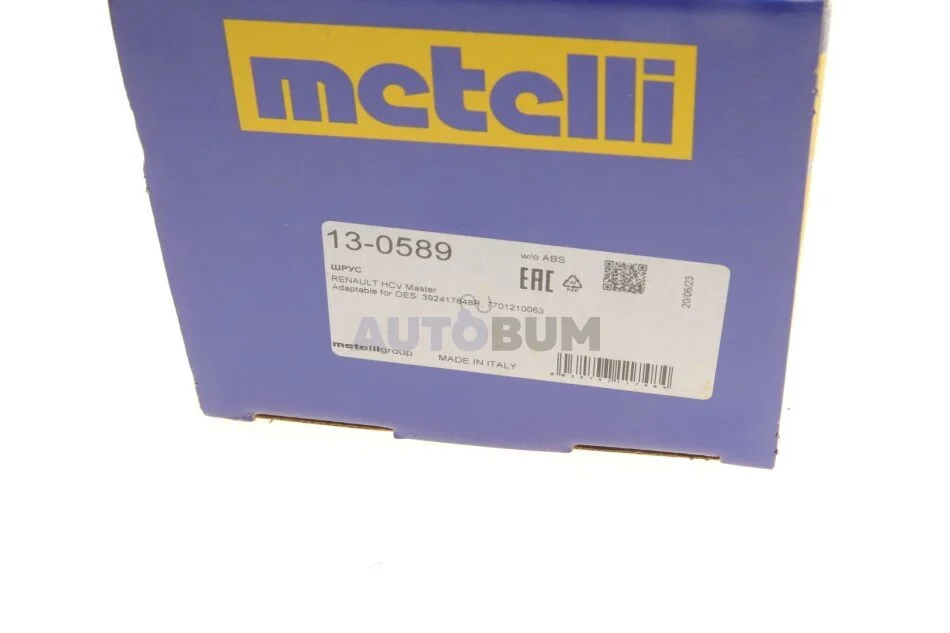 metelli
13-0589
w/o ABS
ШРУС
RENAULT HCV Master
Adaptable for OES: 392417848R, 7701210063
EAC
20/06/23
AUTOBUM
metelligroup
MADE IN ITALY